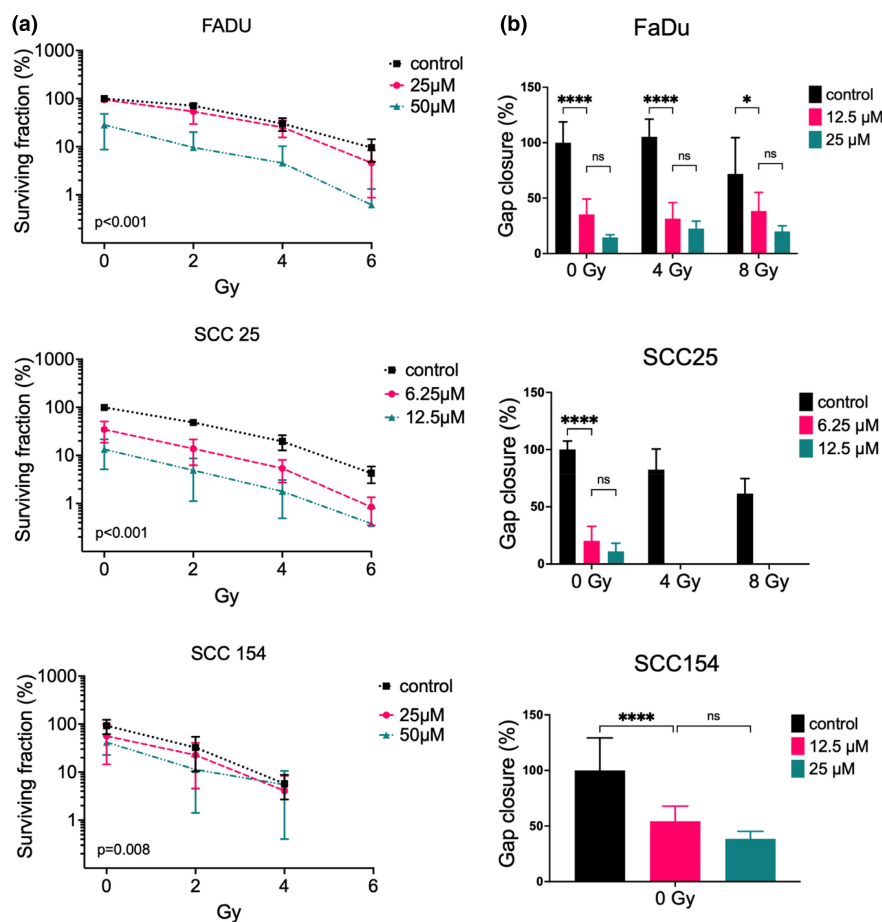 (a)
FADU
Surviving fraction (%)
1000
100
10
1
0
2
4
6
Gy
control
25µM
50µM
p<0.001
SCC 25
Surviving fraction (%)
1000
100
10
1
0
2
4
6
Gy
control
6.25µM
12.5µM
p<0.001
SCC 154
Surviving fraction (%)
1000
100
10
1
0
2
4
6
Gy
control
25µM
50µM
p=0.008
(b)
FaDu
Gap closure (%)
150
100
50
0
**** ns
**** ns
* ns
0 Gy
4 Gy
8 Gy
control
12.5 µM
25 µM
SCC25
Gap closure (%)
150
100
50
0
****
ns
0 Gy
4 Gy
8 Gy
control
6.25 µM
12.5 µM
SCC154
Gap closure (%)
150
100
50
0
****
ns
0 Gy
control
12.5 µM
25 µM